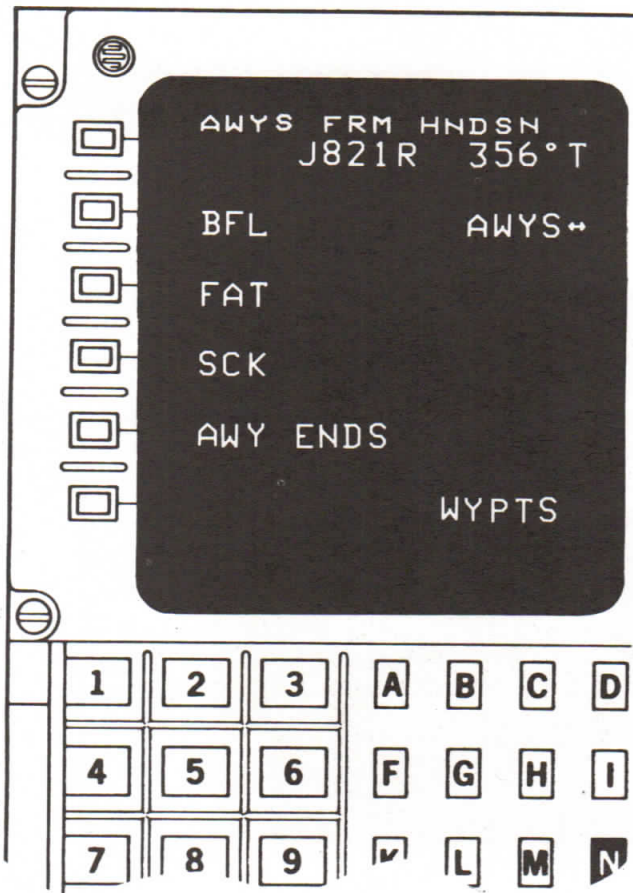 AWYS FRM HNDSN
J821R 356°T
BFL AWYS↔
FAT
SCK
AWY ENDS
WYPTS
1 2 3 A B C D
4 5 6 F G H I
7 8 9 K L M N